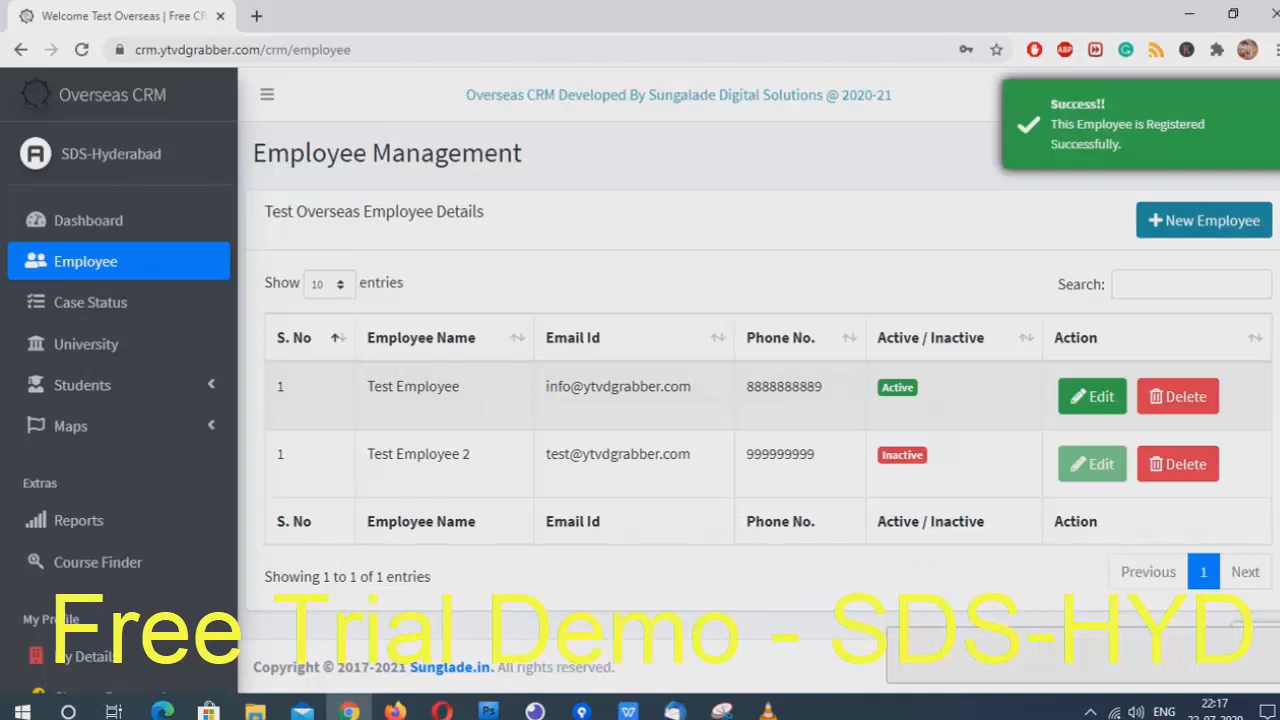 Welcome Test Overseas | Free CR
crm.ytvdgrabber.com/crm/employee
Overseas CRM
Overseas CRM Developed By Sungalade Digital Solutions @ 2020-21
Success!!
This Employee is Registered
Successfully.
SDS-Hyderabad
Employee Management
Dashboard
Employee
Case Status
University
Students
Maps
Extras
Reports
Course Finder
Test Overseas Employee Details
New Employee
Show 10 entries
Search:
S. No Employee Name Email Id Phone No. Active / Inactive Action
1 Test Employee info@ytvdgrabber.com 8888888889 Active Edit Delete
1 Test Employee 2 test@ytvdgrabber.com 999999999 Inactive Edit Delete
S. No Employee Name Email Id Phone No. Active / Inactive Action
Showing 1 to 1 of 1 entries
Previous 1 Next
Free Trial Demo - SDS-HYD
Copyright © 2017-2021 Sunglade.in. All rights reserved.
ENG
22:17